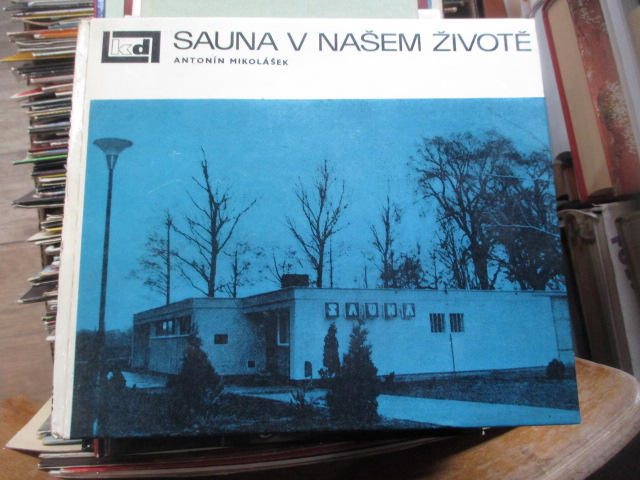 kd
SAUNA V NAŠEM ŽIVOTĚ
ANTONÍN MIKOLÁŠEK
SAUNA